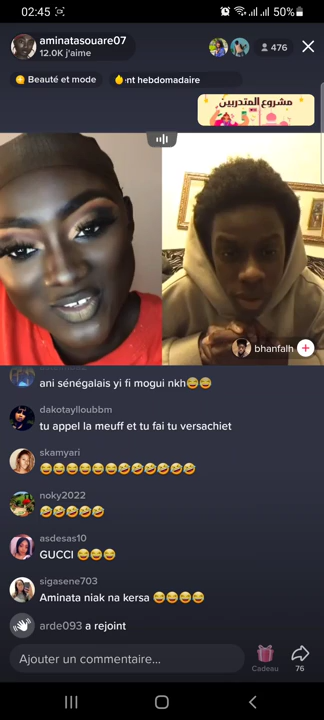 02:45
50%
aminatasouare07
12.0K j'aime
476
Beauté et mode
nt hebdomadaire
مشروع المتدربين
bhanfalh
ani sénégalais yi fi mogui nkh😂😂
dakotaylloubbm
tu appel la meuff et tu fai tu versachiet
skamyari
😂😂😂😂😂😂🤣🤣🤣🤣🤣🤣
noky2022
🤣🤣🤣🤣🤣
asdesas10
GUCCI 😂😂😂
sigasene703
Aminata niak na kersa 😂😂😂😂
arde093 a rejoint
Ajouter un commentaire...
Cadeau
76